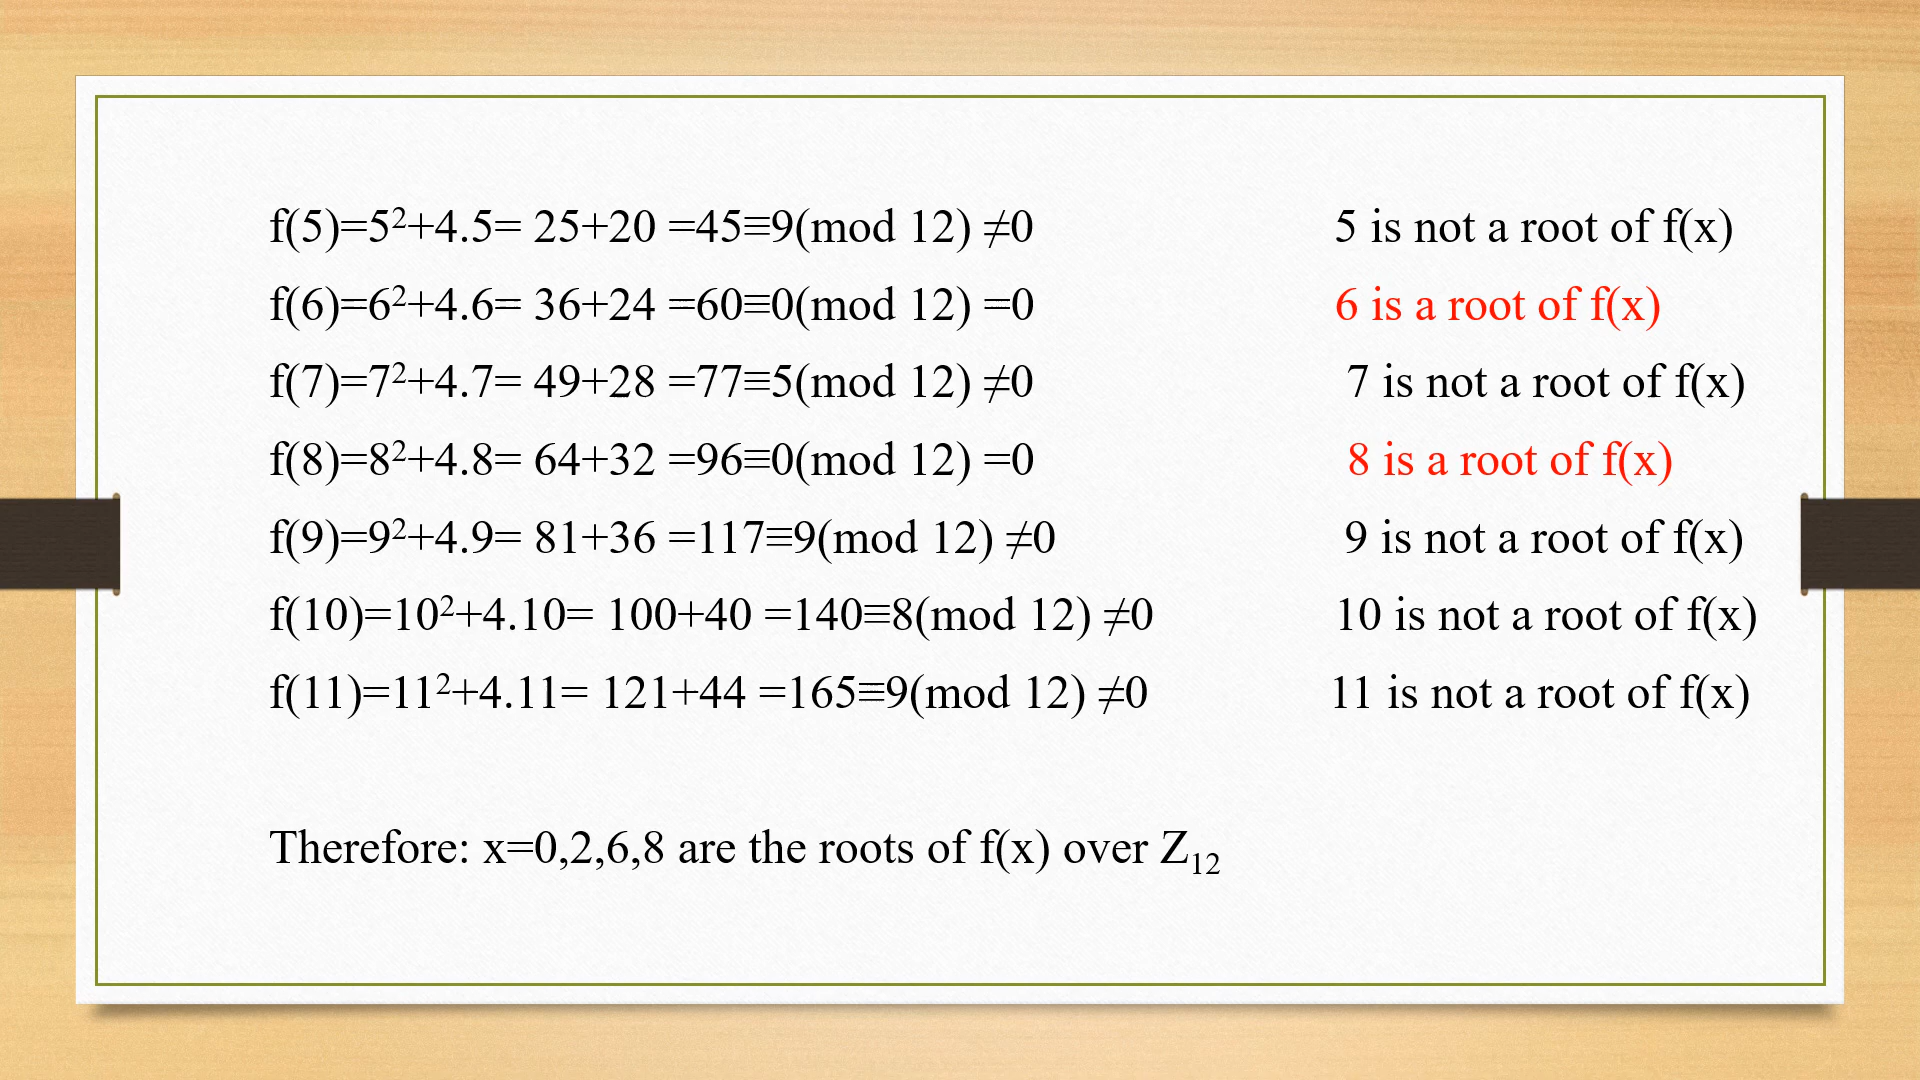 f(5)=5²+4.5= 25+20 =45≡9(mod 12) ≠0 5 is not a root of f(x)
f(6)=6²+4.6= 36+24 =60≡0(mod 12) =0 6 is a root of f(x)
f(7)=7²+4.7= 49+28 =77≡5(mod 12) ≠0 7 is not a root of f(x)
f(8)=8²+4.8= 64+32 =96≡0(mod 12) =0 8 is a root of f(x)
f(9)=9²+4.9= 81+36 =117≡9(mod 12) ≠0 9 is not a root of f(x)
f(10)=10²+4.10= 100+40 =140≡8(mod 12) ≠0 10 is not a root of f(x)
f(11)=11²+4.11= 121+44 =165≡9(mod 12) ≠0 11 is not a root of f(x)
Therefore: x=0,2,6,8 are the roots of f(x) over Z₁₂